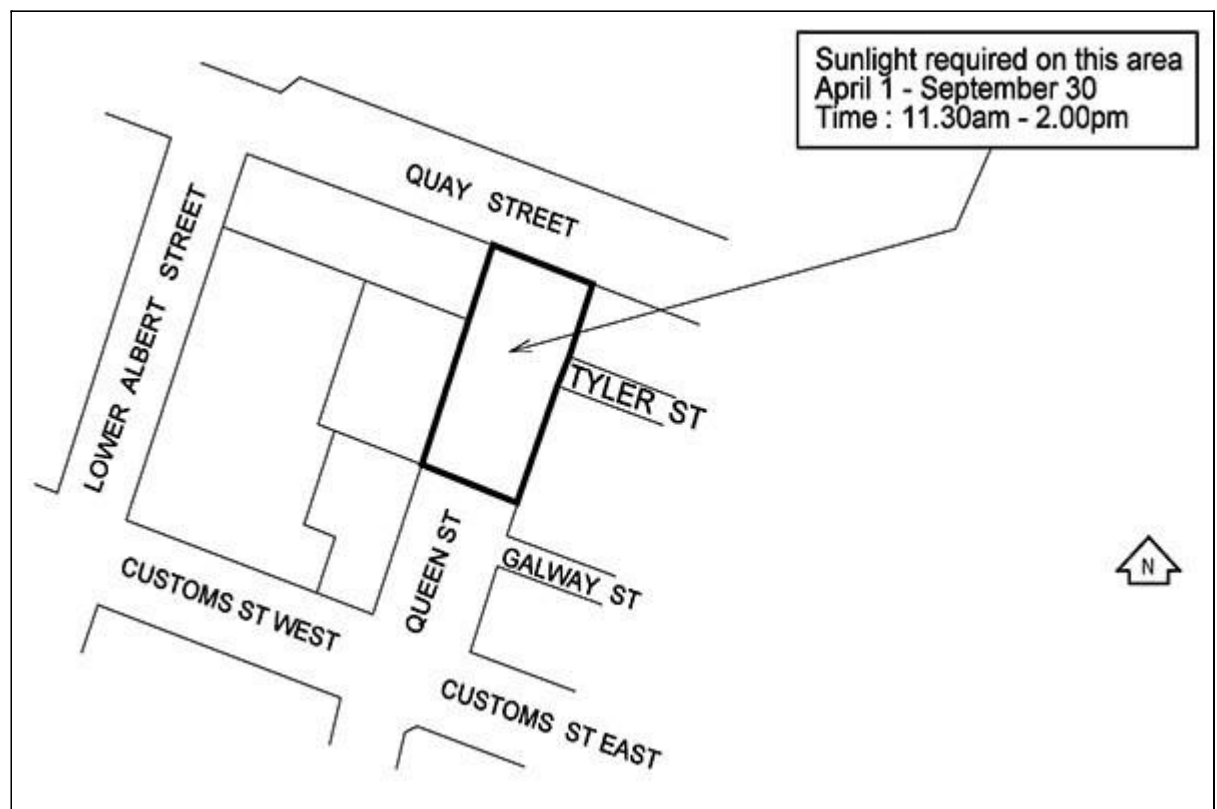 Sunlight required on this area
April 1 - September 30
Time : 11.30am - 2.00pm
QUAY STREET
LOWER ALBERT STREET
TYLER ST
QUEEN ST
GALWAY ST
N
CUSTOMS ST WEST
CUSTOMS ST EAST